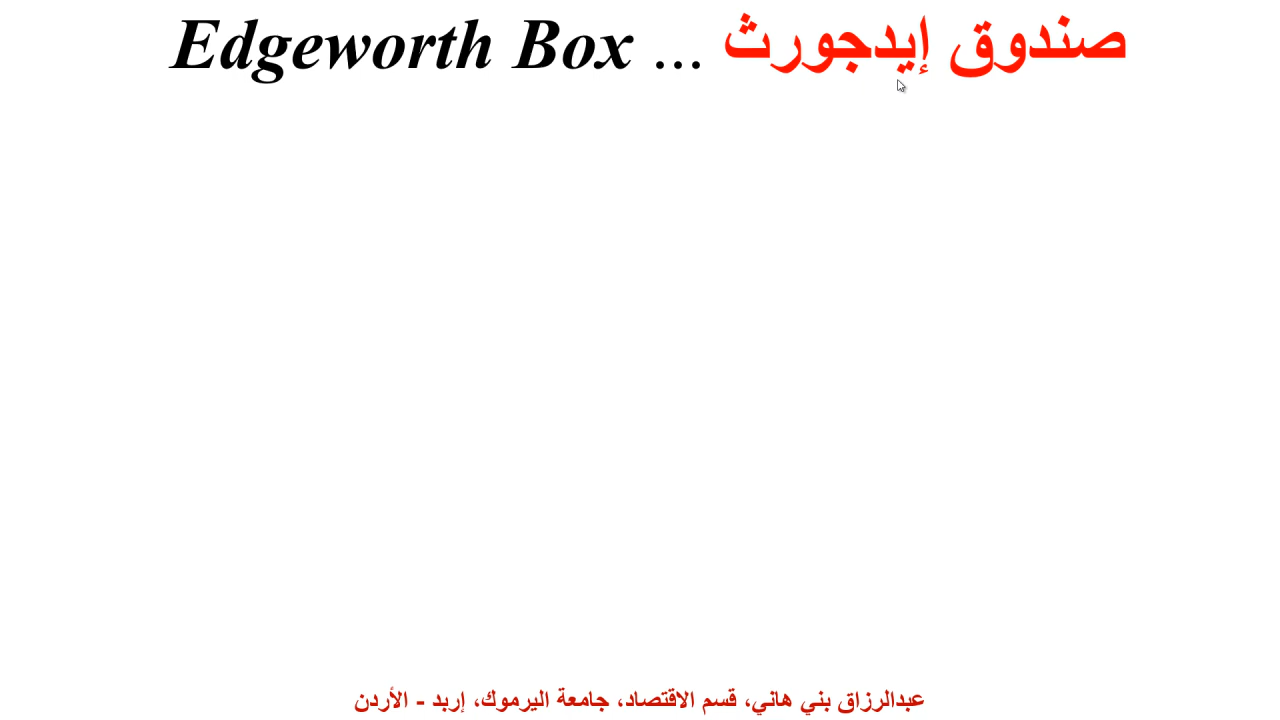 صندوق إيدجورث ... Edgeworth Box
عبدالرزاق بني هاني، قسم الاقتصاد، جامعة اليرموك، إربد - الأردن